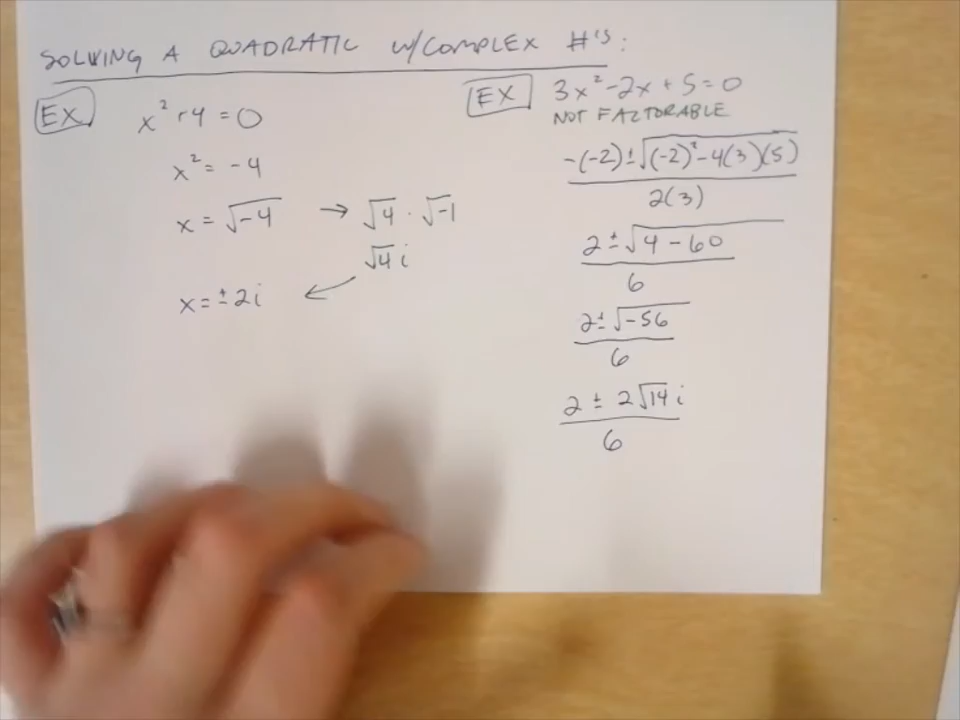 SOLVING A QUADRATIC W/COMPLEX #'S:
EX x² + 4 = 0
x² = -4
x = √-4 → √4 · √-1
√4 i
x = ± 2i
EX 3x² - 2x + 5 = 0
NOT FACTORABLE
-(-2) ± √(-2)² - 4(3)(5)
2(3)
2 ± √4 - 60
6
2 ± √-56
6
2 ± 2√14 i
6